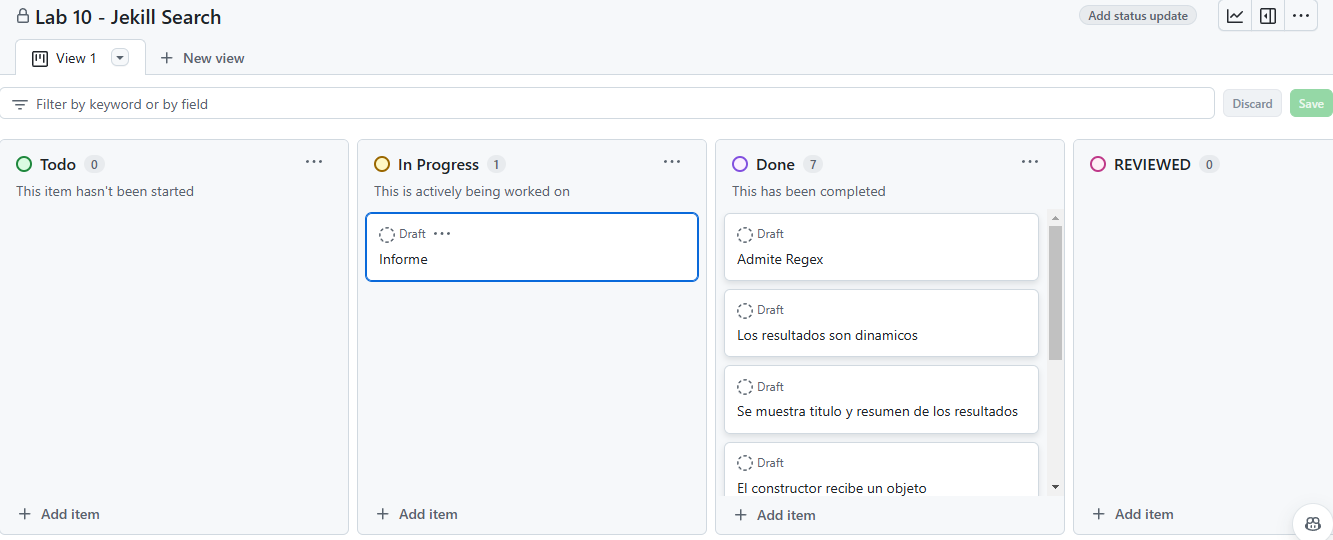 Lab 10 - Jekill Search
Add status update
View 1
New view
Filter by keyword or by field
Discard
Save
Todo 0
This item hasn't been started
Add item
In Progress 1
This is actively being worked on
Draft
Informe
Add item
Done 7
This has been completed
Draft
Admite Regex
Draft
Los resultados son dinamicos
Draft
Se muestra titulo y resumen de los resultados
Draft
El constructor recibe un objeto
Add item
REVIEWED 0
Add item